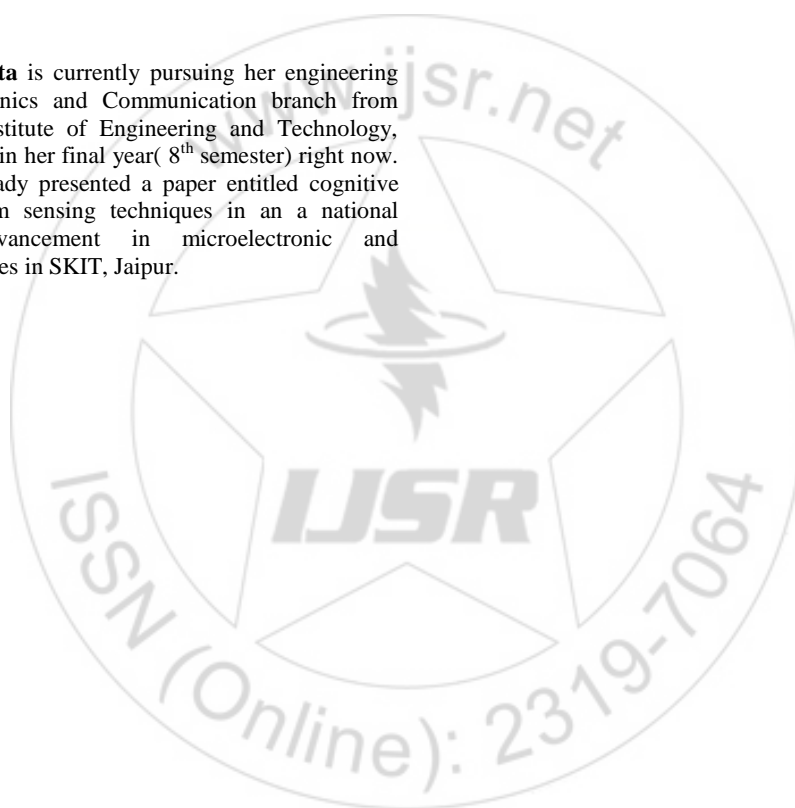 ta is currently pursuing her engineering
nics and Communication branch from
stitute of Engineering and Technology,
in her final year( 8th semester) right now.
ady presented a paper entitled cognitive
m sensing techniques in an a national
vancement in microelectronic and
es in SKIT, Jaipur.
www.ijsr.net
IJSR
ISSN (Online): 2319-7064